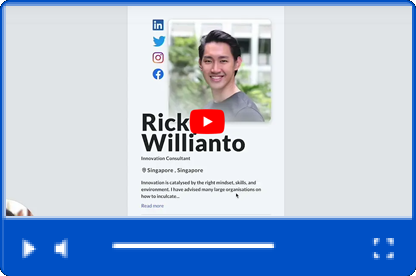 Ricky
Willianto
Innovation Consultant
Singapore , Singapore
Innovation is catalysed by the right mindset, skills, and
environment. I have advised many large organisations on
how to inculcate...
Read more